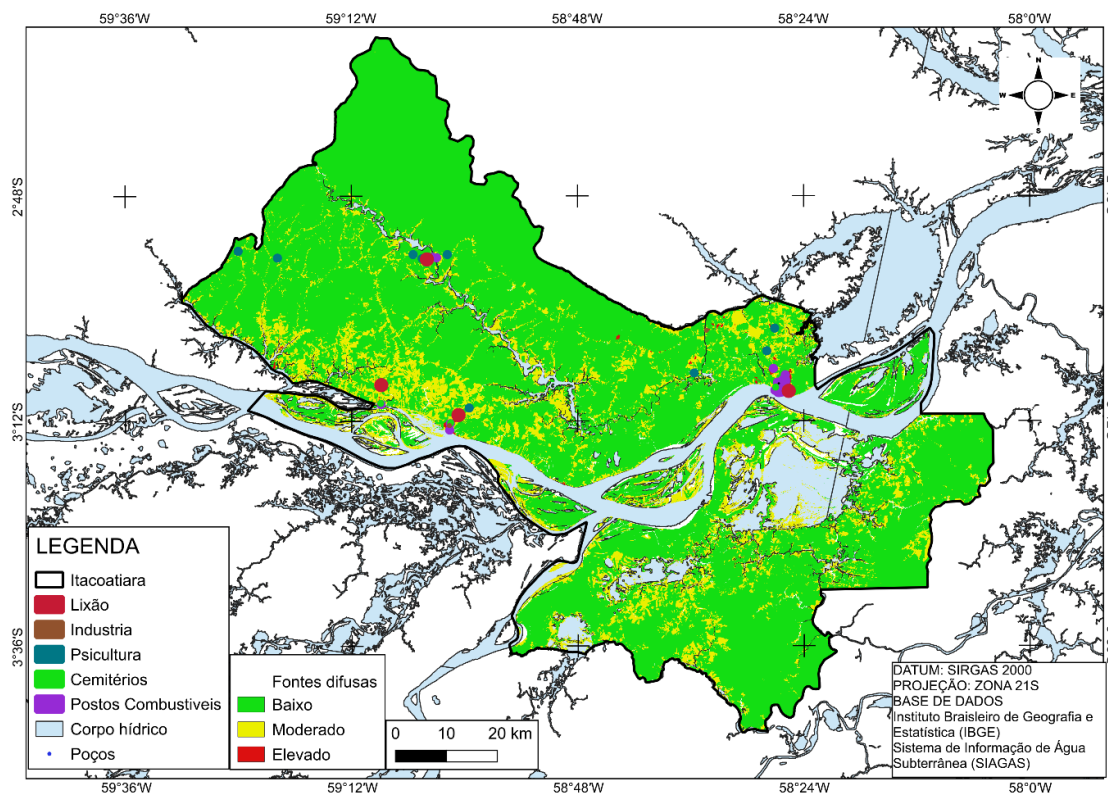 59°36'W 59°12'W 58°48'W 58°24'W 58°0'W
N
W E
S
2°48'S
3°12'S
3°36'S
LEGENDA
Itacoatiara
Lixão
Industria
Psicultura
Cemitérios
Postos Combustiveis
Corpo hídrico
Poços
Fontes difusas
Baixo
Moderado
Elevado
0 10 20 km
DATUM: SIRGAS 2000
PROJEÇÃO: ZONA 21S
BASE DE DADOS
Instituto Braisleiro de Geografia e
Estatística (IBGE)
Sistema de Informação de Água
Subterrânea (SIAGAS)
59°36'W 59°12'W 58°48'W 58°24'W 58°0'W